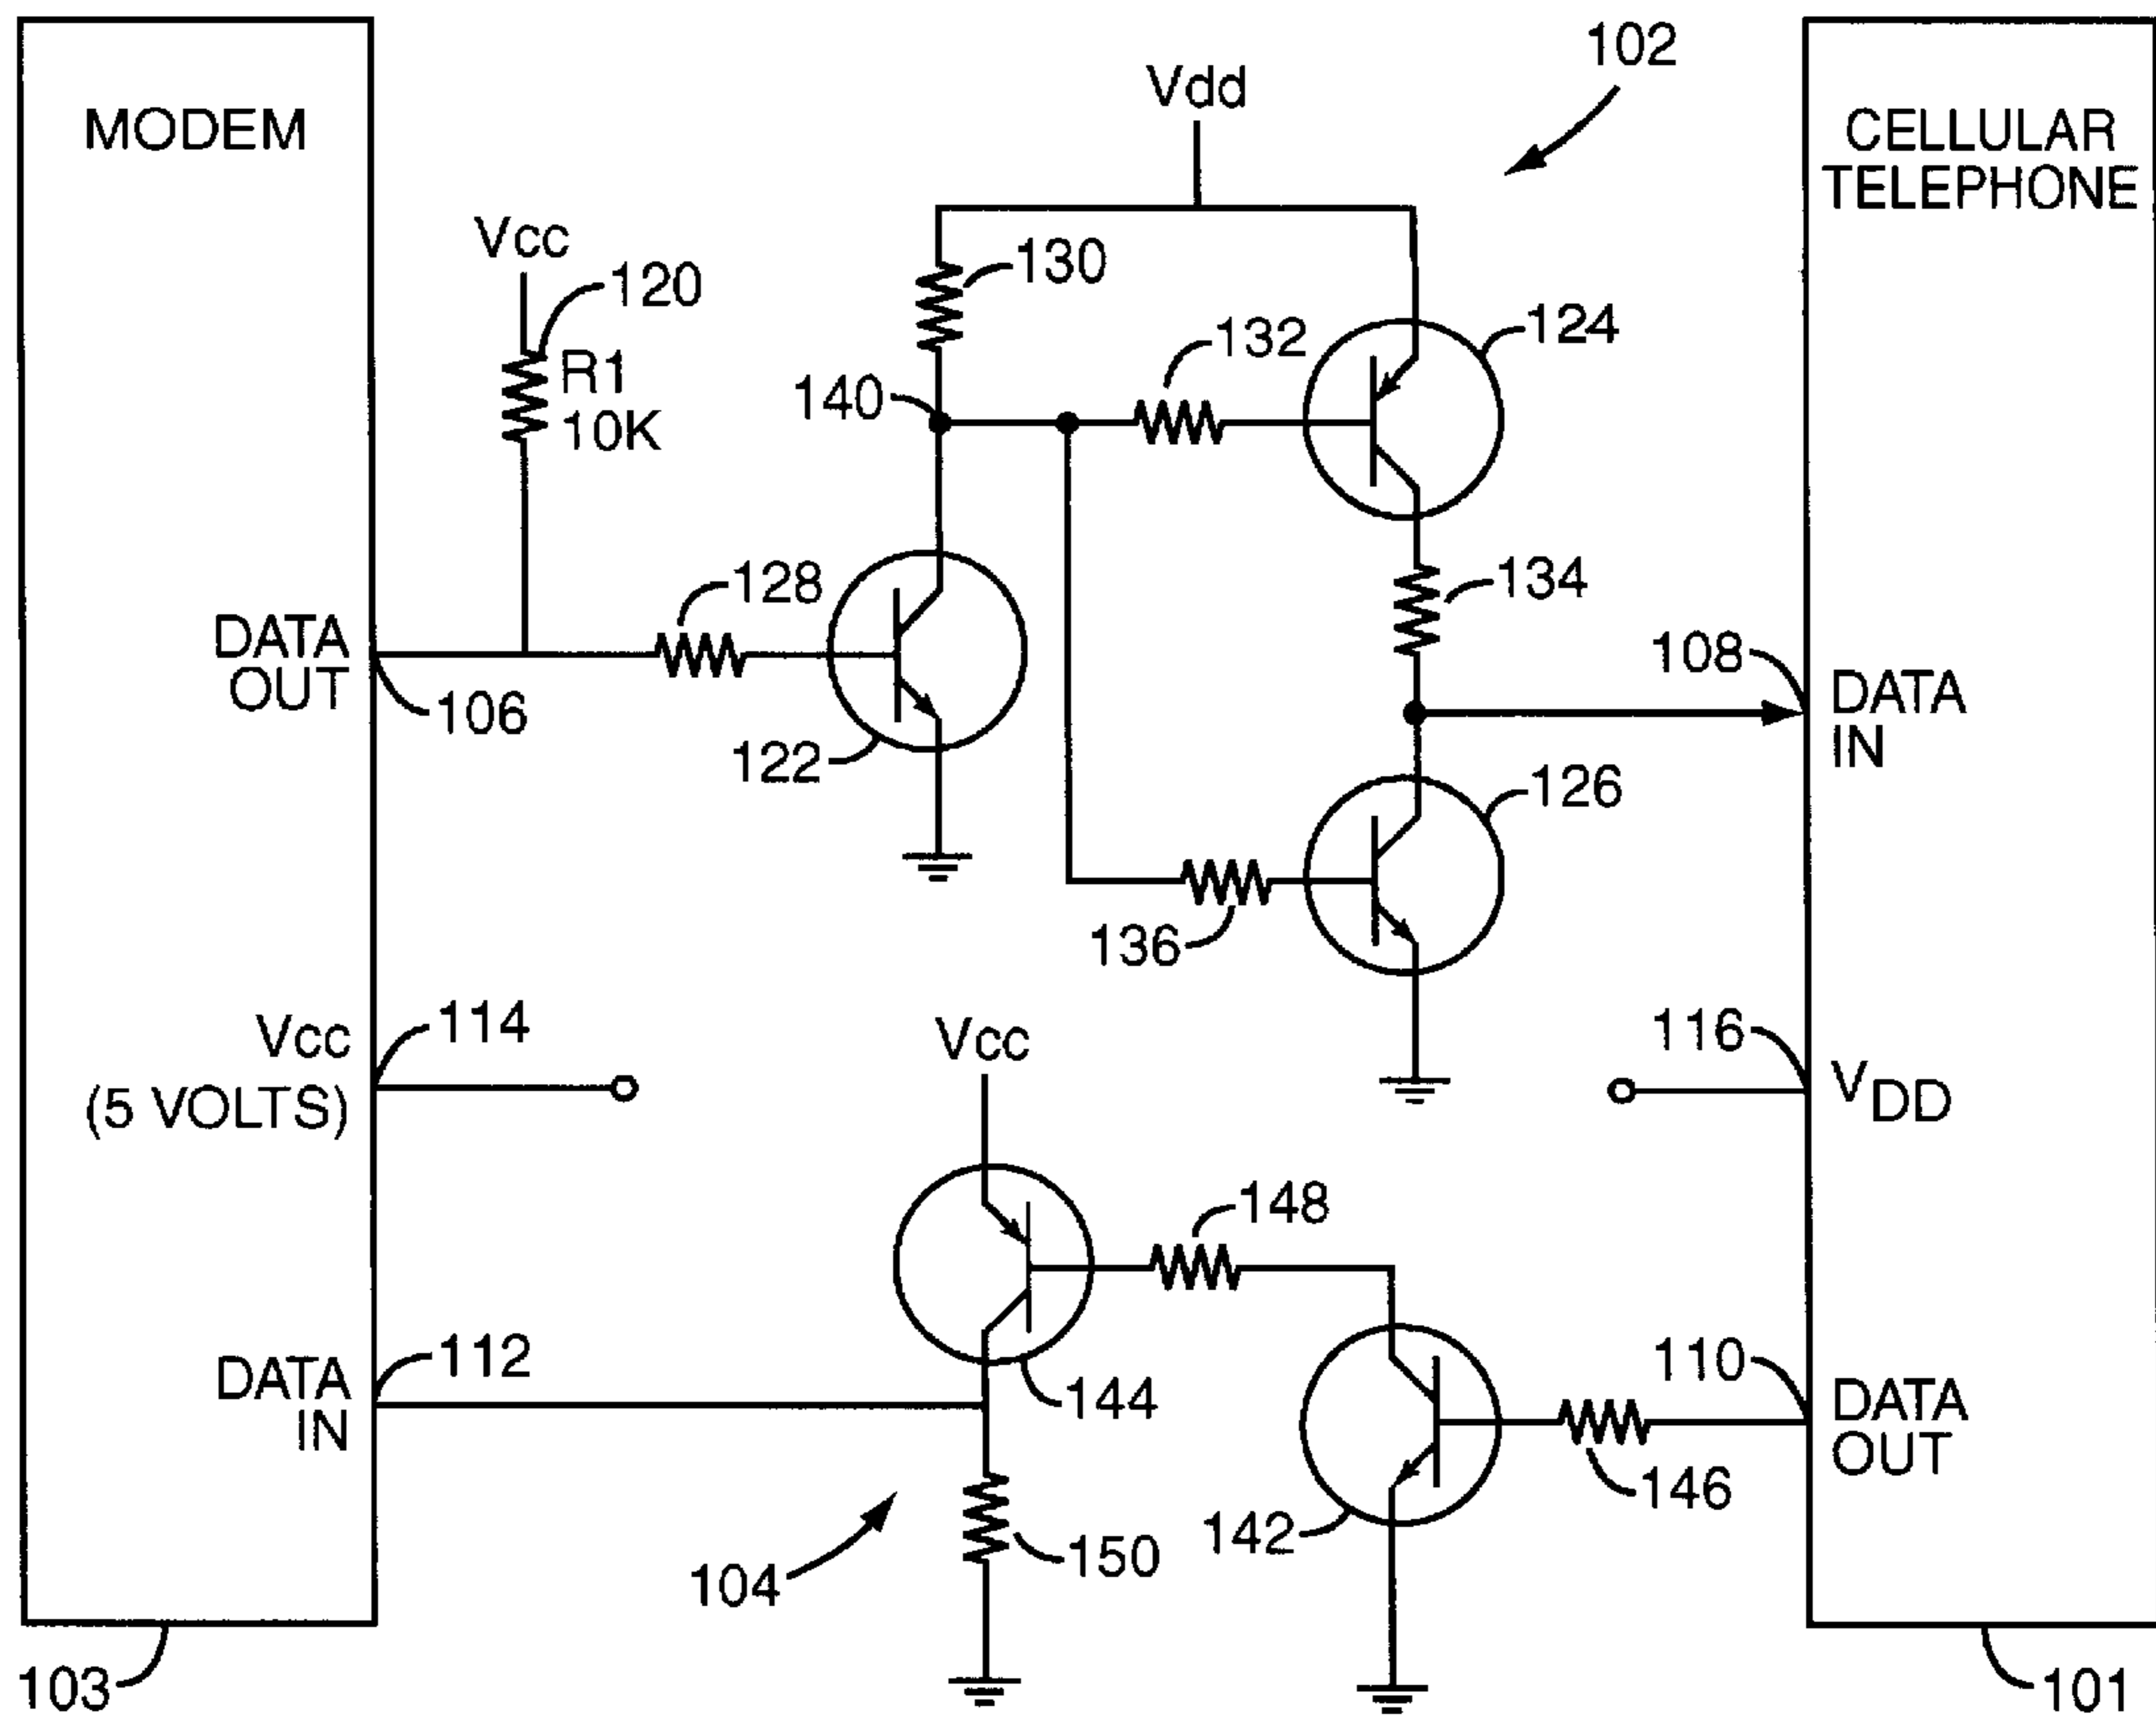 102
Vdd
MODEM
CELLULAR
TELEPHONE
Vcc
130
120
132
124
R1
10K
140
128
134
DATA
OUT
106
108
DATA
IN
122
126
136
Vcc
(5 VOLTS)
114
Vcc
116
VDD
148
112
DATA
IN
144
110
DATA
OUT
146
142
150
104
103
101